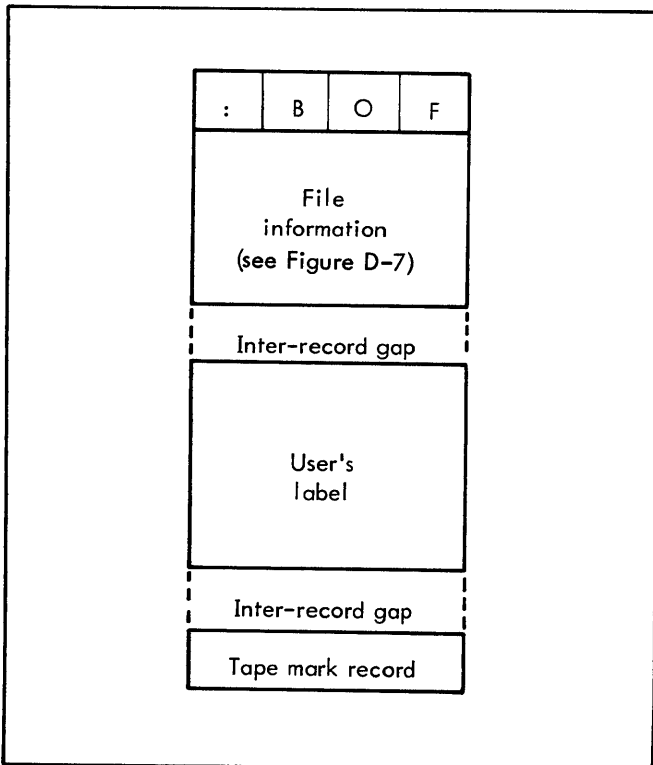 : B O F
File
information
(see Figure D-7)
Inter-record gap
User's
label
Inter-record gap
Tape mark record